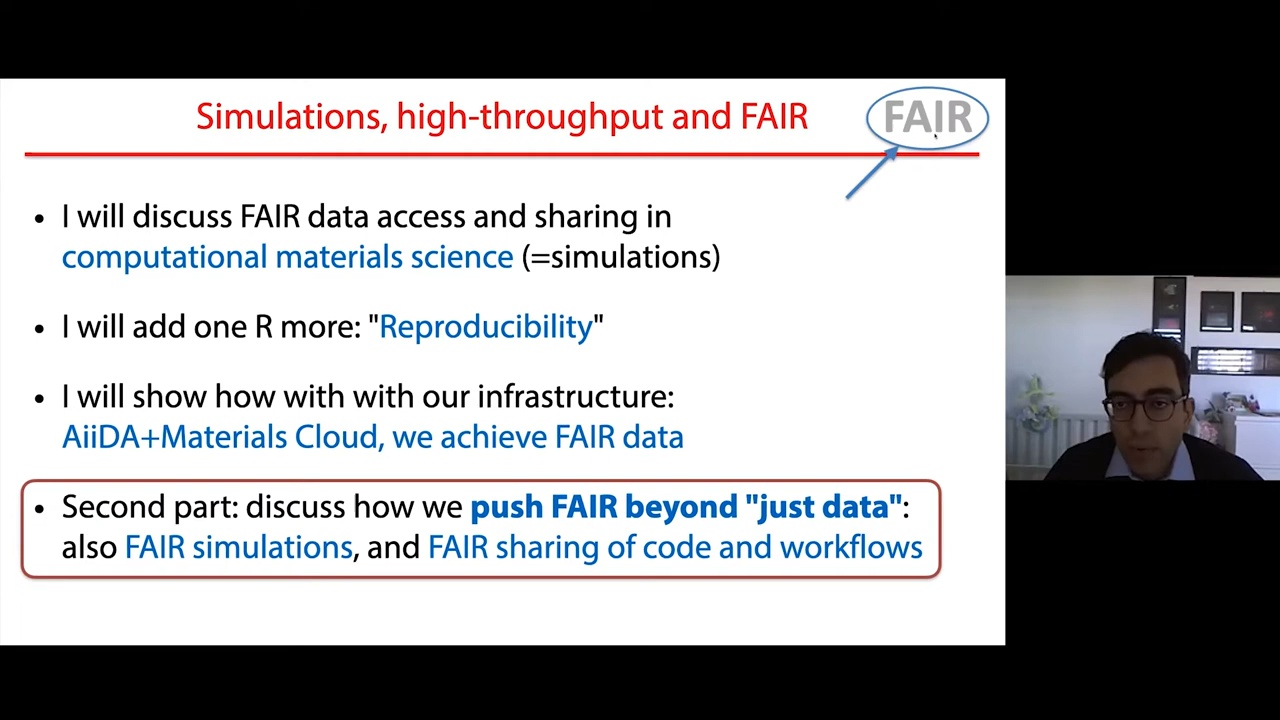 Simulations, high-throughput and FAIR
FAIR
• I will discuss FAIR data access and sharing in
computational materials science (=simulations)
• I will add one R more: "Reproducibility"
• I will show how with with our infrastructure:
AiiDA+Materials Cloud, we achieve FAIR data
• Second part: discuss how we push FAIR beyond "just data":
also FAIR simulations, and FAIR sharing of code and workflows